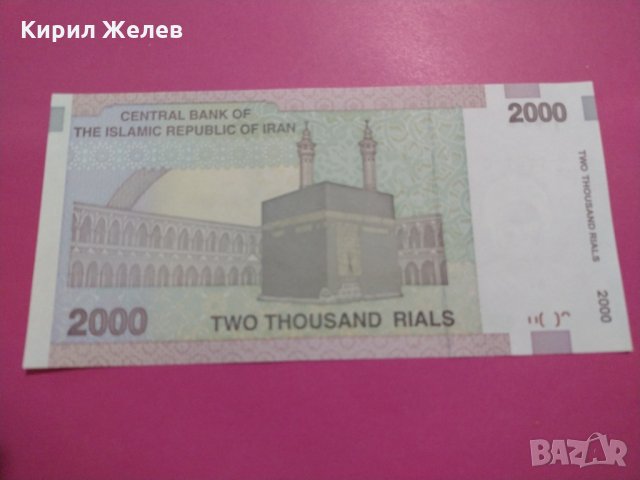 Кирил Желев
CENTRAL BANK OF
THE ISLAMIC REPUBLIC OF IRAN
2000
TWO THOUSAND RIALS
2000
2000
TWO THOUSAND RIALS
BAZAR